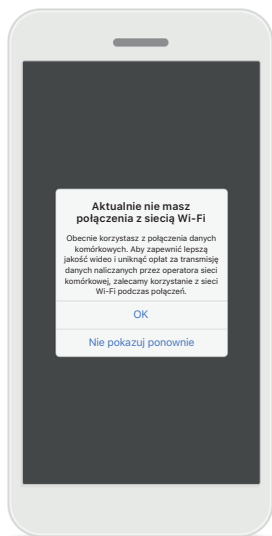 Aktualnie nie masz
połączenia z siecią Wi-Fi
Obecnie korzystasz z połączenia danych
komórkowych. Aby zapewnić lepszą
jakość wideo i uniknąć opłat za transmisję
danych naliczanych przez operatora sieci
komórkowej, zalecamy korzystanie z sieci
Wi-Fi podczas połączeń.
OK
Nie pokazuj ponownie